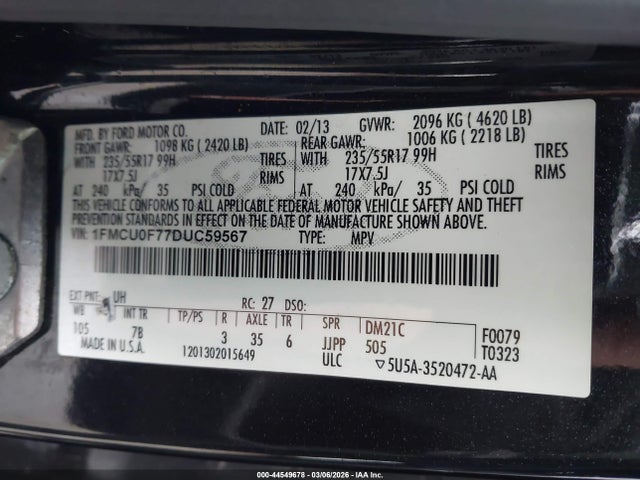 MFD. BY FORD MOTOR CO. DATE: 02/13 GVWR: 2096 KG ( 4620 LB)
FRONT GAWR: 1098 KG ( 2420 LB) REAR GAWR: 1006 KG ( 2218 LB)
WITH 235/55R17 99H TIRES WITH 235/55R17 99H TIRES
17X7.5J RIMS 17X7.5J RIMS
AT 240 kPa/ 35 PSI COLD AT 240 kPa/ 35 PSI COLD
THIS VEHICLE CONFORMS TO ALL APPLICABLE FEDERAL MOTOR VEHICLE SAFETY AND THEFT
PREVENTION STANDARDS IN EFFECT ON THE DATE OF MANUFACTURE SHOWN ABOVE.
VIN: 1FMCU0F77DUC59567 TYPE: MPV
EXT PNT: UH RC: 27 DSO:
WB INT TR TP/PS R AXLE TR SPR DM21C F0079
105 7B 3 35 6 JJPP 505 T0323
MADE IN U.S.A. 1201302015649 ULC ▽5U5A-3520472-AA
000-44549678 - 03/06/2026 - IAA Inc.